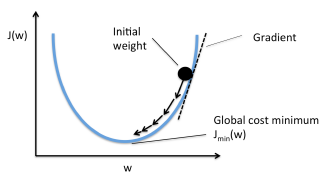 J(w)
Initial
weight
Gradient
Global cost minimum
J_min(w)
w